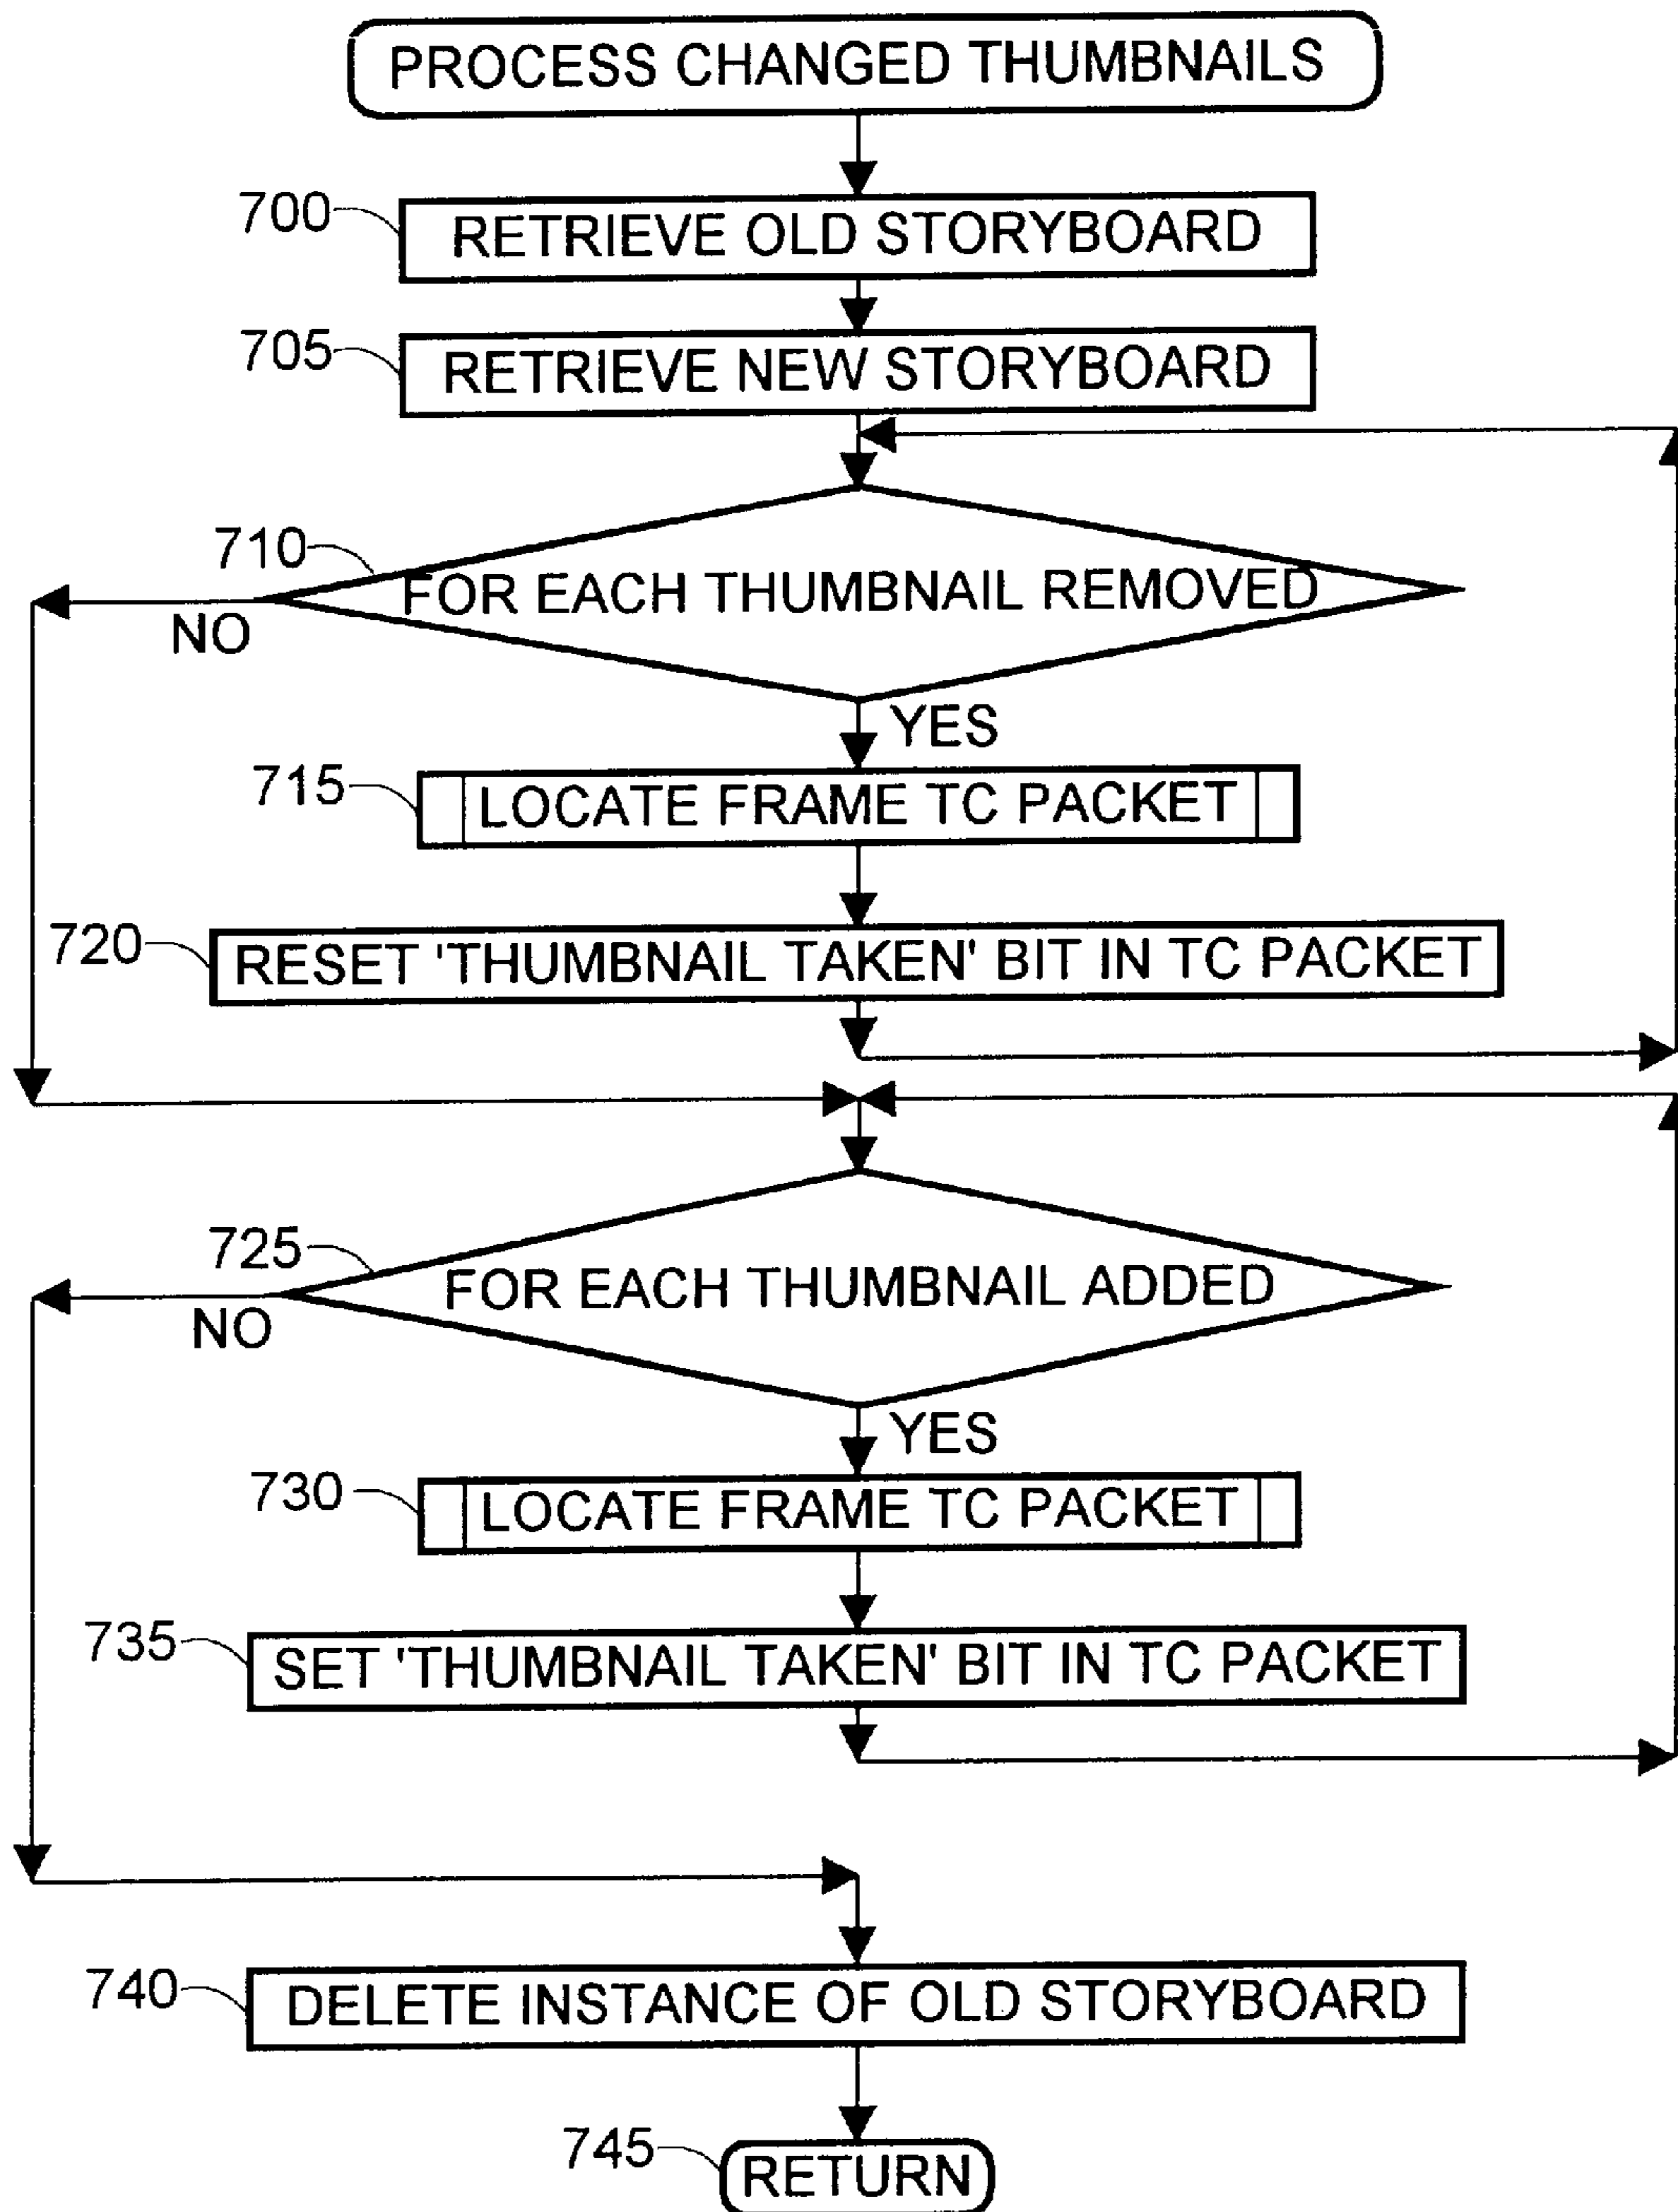 PROCESS CHANGED THUMBNAILS
700
RETRIEVE OLD STORYBOARD
705
RETRIEVE NEW STORYBOARD
710
FOR EACH THUMBNAIL REMOVED
NO
YES
715
LOCATE FRAME TC PACKET
720
RESET 'THUMBNAIL TAKEN' BIT IN TC PACKET
725
FOR EACH THUMBNAIL ADDED
NO
YES
730
LOCATE FRAME TC PACKET
735
SET 'THUMBNAIL TAKEN' BIT IN TC PACKET
740
DELETE INSTANCE OF OLD STORYBOARD
745
RETURN